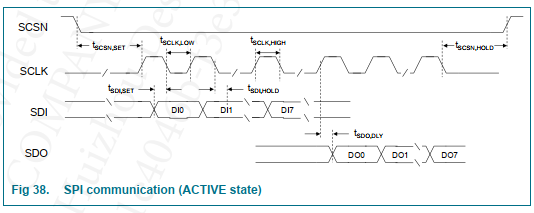 SCSN
tSCSN,SET
tSCLK,LOW
tSCLK,HIGH
tSCSN,HOLD
SCLK
tSDI,SET
tSDI,HOLD
SDI
DI0
DI1
DI7
tSDO,DLY
SDO
DO0
DO1
DO7
Fig 38. SPI communication (ACTIVE state)